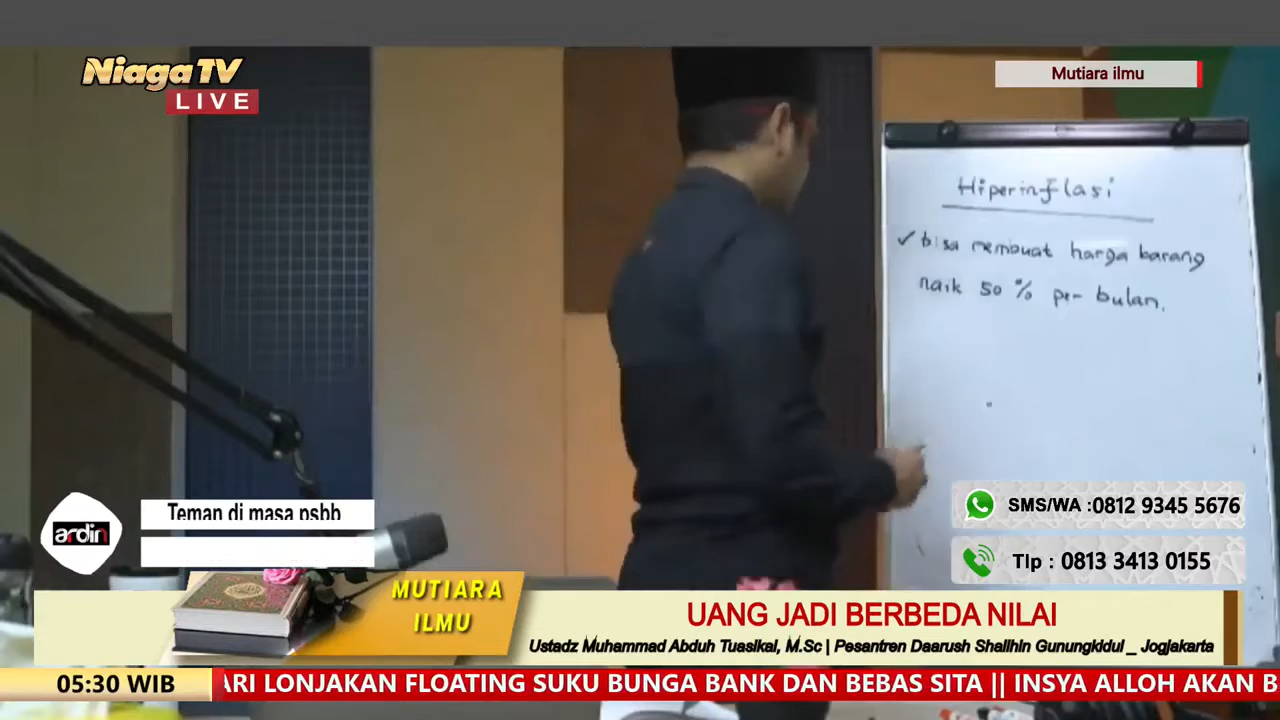 Niaga TV
LIVE
Mutiara ilmu
Hiperinflasi
✓ bisa membuat harga barang
naik 50 % per bulan.
SMS/WA :0812 9345 5676
Tlp : 0813 3413 0155
Teman di masa psbb
ardin
MUTIARA
ILMU
UANG JADI BERBEDA NILAI
Ustadz Muhammad Abduh Tuasikal, M.Sc | Pesantren Daarush Shalihin Gunungkidul _ Jogjakarta
05:30 WIB
ARI LONJAKAN FLOATING SUKU BUNGA BANK DAN BEBAS SITA || INSYA ALLOH AKAN B